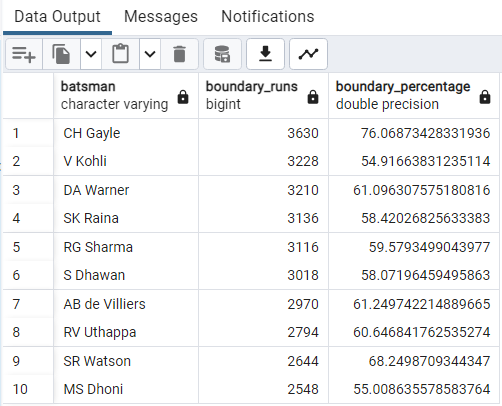 Data Output Messages Notifications
batsman boundary_runs boundary_percentage
character varying bigint double precision
1 CH Gayle 3630 76.06873428331936
2 V Kohli 3228 54.91663831235114
3 DA Warner 3210 61.096307575180816
4 SK Raina 3136 58.42026825633383
5 RG Sharma 3116 59.5793499043977
6 S Dhawan 3018 58.07196459495863
7 AB de Villiers 2970 61.249742214889665
8 RV Uthappa 2794 60.646841762535274
9 SR Watson 2644 68.2498709344347
10 MS Dhoni 2548 55.008635578583764